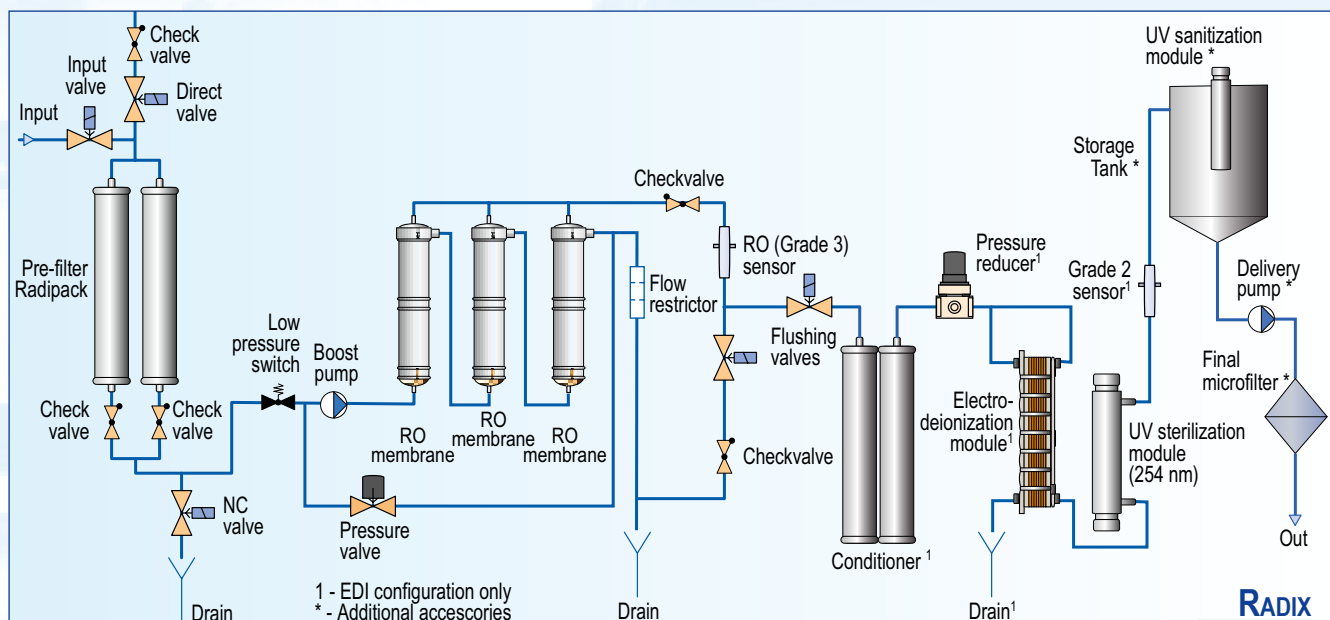 Check
valve
Input
valve
Direct
valve
Input
Pre-filter
Radipack
Check
valve
Check
valve
NC
valve
Drain
Low
pressure
switch
Boost
pump
RO
membrane
RO
membrane
RO
membrane
Pressure
valve
1 - EDI configuration only
* - Additional accescories
Checkvalve
RO (Grade 3)
sensor
Flow
restrictor
Flushing
valves
Checkvalve
Drain
Conditioner 1
Pressure
reducer1
Electro-
deionization
module1
Drain1
UV sterilization
module
(254 nm)
Grade 2
sensor1
Storage
Tank *
UV sanitization
module *
Delivery
pump *
Final
microfilter *
Out
RADIX